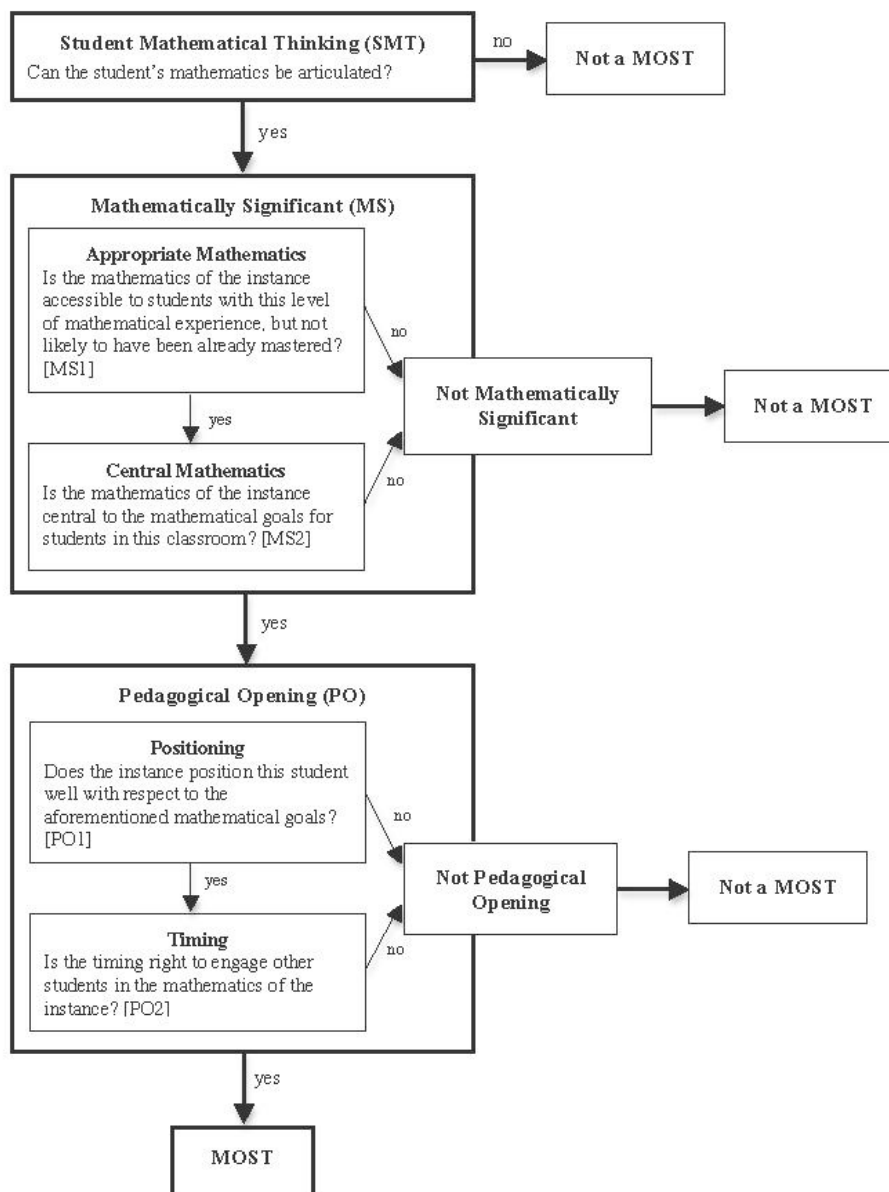 Student Mathematical Thinking (SMT)
Can the student's mathematics be articulated?
no
Not a MOST
yes
Mathematically Significant (MS)
Appropriate Mathematics
Is the mathematics of the instance
accessible to students with this level
of mathematical experience, but not
likely to have been already mastered?
[MS1]
no
yes
Not Mathematically
Significant
Not a MOST
Central Mathematics
Is the mathematics of the instance
central to the mathematical goals for
students in this classroom? [MS2]
no
yes
Pedagogical Opening (PO)
Positioning
Does the instance position this student
well with respect to the
aforementioned mathematical goals?
[PO1]
no
yes
Not Pedagogical
Opening
Not a MOST
Timing
Is the timing right to engage other
students in the mathematics of the
instance? [PO2]
no
yes
MOST